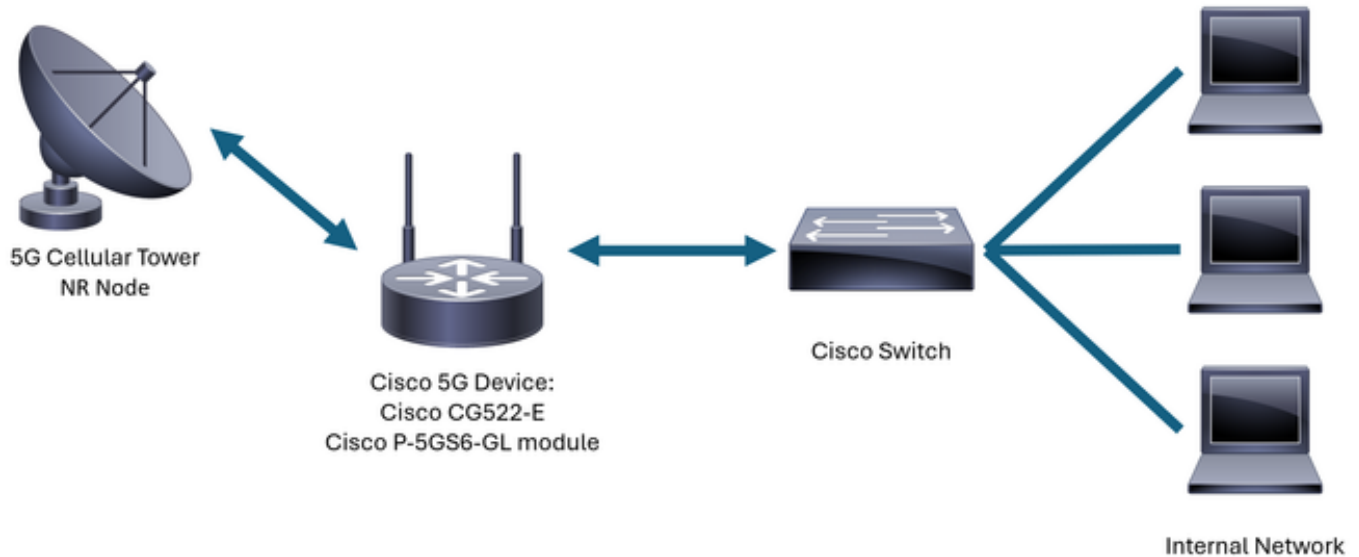 5G Cellular Tower
NR Node
Cisco 5G Device:
Cisco CG522-E
Cisco P-5GS6-GL module
Cisco Switch
Internal Network